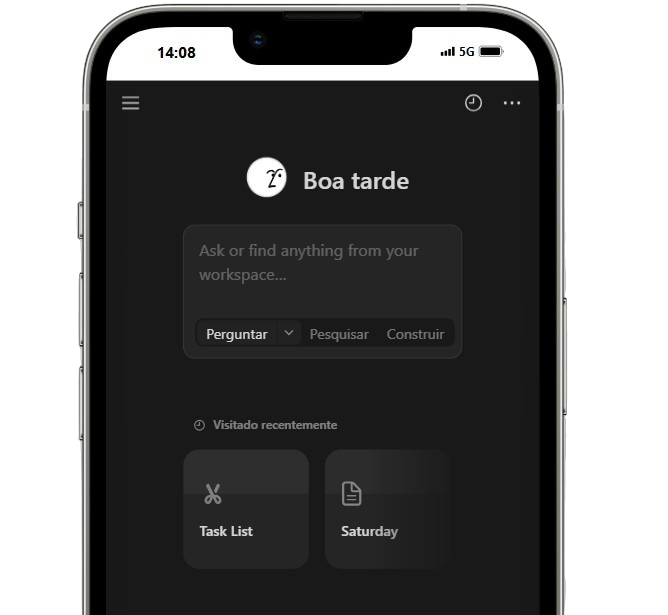 14:08
5G
Boa tarde
Ask or find anything from your
workspace...
Perguntar
Pesquisar
Construir
Visitado recentemente
Task List
Saturday